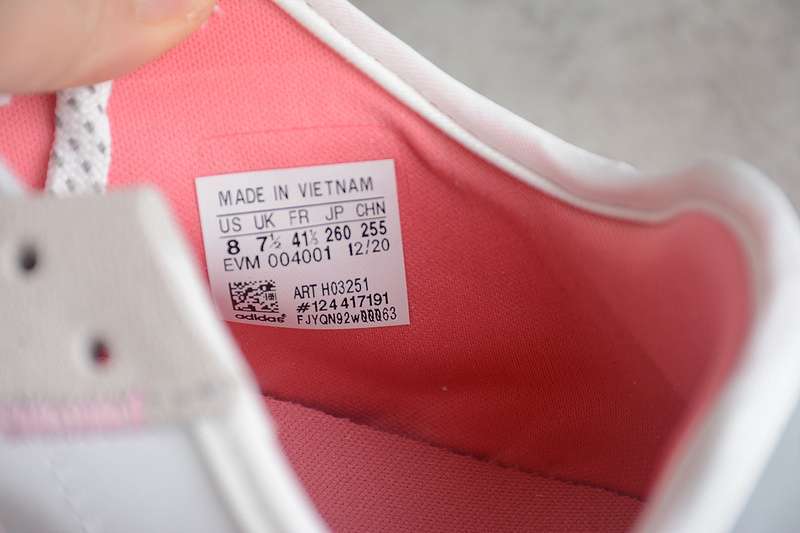 MADE IN VIETNAM
US UK FR JP CHN
8 7½ 41⅓ 260 255
EVM 004001 12/20
ART H03251
#124417191
adidas